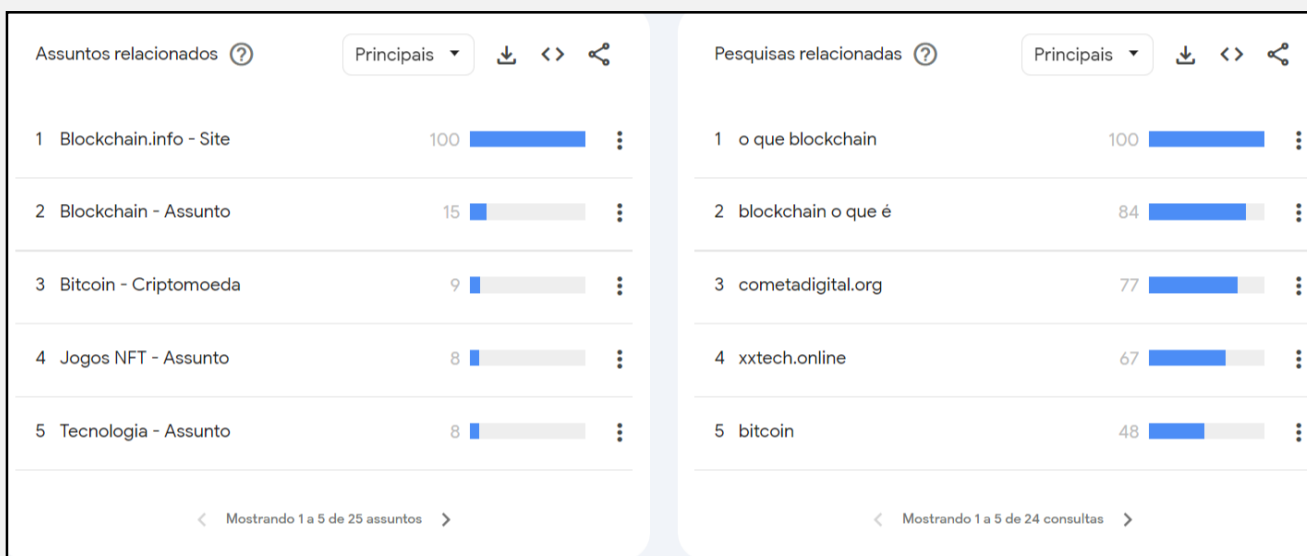 Assuntos relacionados
Principais
1 Blockchain.info - Site 100
2 Blockchain - Assunto 15
3 Bitcoin - Criptomoeda 9
4 Jogos NFT - Assunto 8
5 Tecnologia - Assunto 8
Mostrando 1 a 5 de 25 assuntos
Pesquisas relacionadas
Principais
1 o que blockchain 100
2 blockchain o que é 84
3 cometadigital.org 77
4 xxtech.online 67
5 bitcoin 48
Mostrando 1 a 5 de 24 consultas